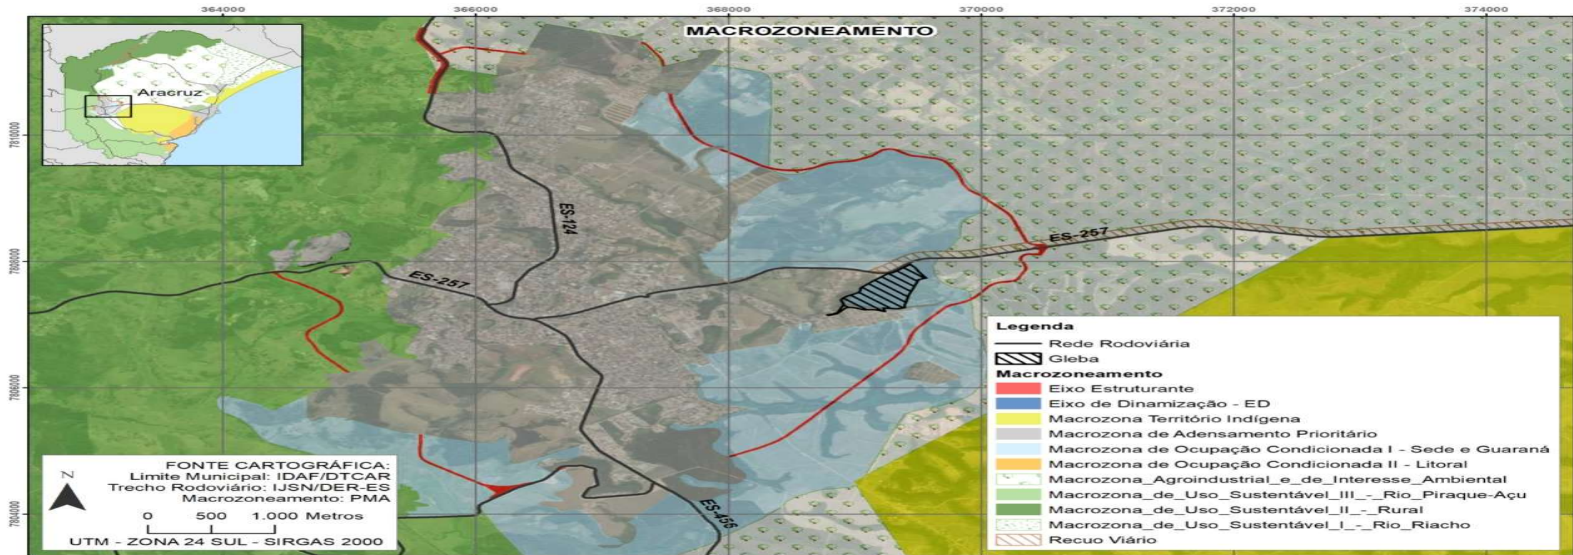 364000 366000 368000 370000 372000 374000
MACROZONEAMENTO
Aracruz
7810000
7808000
7806000
7804000
ES-124
ES-257
ES-257
ES-456
Legenda
Rede Rodoviária
Gleba
Macrozoneamento
Eixo Estruturante
Eixo de Dinamização - ED
Macrozona Território Indígena
Macrozona de Adensamento Prioritário
Macrozona de Ocupação Condicionada I - Sede e Guaraná
Macrozona de Ocupação Condicionada II - Litoral
Macrozona_Agroindustrial_e_de_Interesse_Ambiental
Macrozona_de_Uso_Sustentável_III_-_Rio_Piraque-Açu
Macrozona_de_Uso_Sustentável_II_-_Rural
Macrozona_de_Uso_Sustentável_I_-_Rio_Riacho
Recuo Viário
FONTE CARTOGRÁFICA:
Limite Municipal: IDAF/DTCAR
Trecho Rodoviário: IJSN/DER-ES
Macrozoneamento: PMA
N
0 500 1.000 Metros
UTM - ZONA 24 SUL - SIRGAS 2000